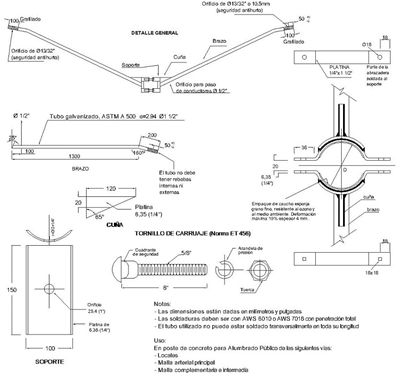 Grafilado
Orificio de Ø13/32"
(seguridad antihurto)
DETALLE GENERAL
Orificio de Ø13/32" o 10.5mm
(seguridad antihurto)
Grafilado
50
Brazo
Cuña
Soporte
Orificio para paso
de conductores Ø 1/2"
Ø18
PLATINA
1/4"x 1 1/2"
Parte de la
abrazadera
soldada al
soporte
Ø 1/2"
Tubo galvanizado, ASTM A 500 e=2.94 Ø1 1/2"
200
50
100
1300
160°
BRAZO
El tubo no debe
tener rebabas
internas ni
externas
120
20
65°
Platina
6,35 (1/4")
CUÑA
36
20
6,35
(1/4")
Empaque de caucho esponja
grano fino, resistente al ozono y
al medio ambiente. Deformación
máxima 10% espesor 4 mm.
cuña
brazo
18x18
TORNILLO DE CARRUAJE (Norma ET 456)
Cuadrante
de seguridad
5/8"
6"
Arandela de
presión
Tuerca
150
Orificio
25,4 (1")
Platina de
6,35 (1/4")
100
SOPORTE
Notas:
- Las dimensiones están dadas en milímetros y pulgadas.
- Las soldaduras deben ser con AWS 6010 o AWS 7018 con penetración total
- El tubo utilizado no puede estar soldado transversalmente en toda su longitud
Uso:
En poste de concreto para Alumbrado Público de las siguientes vías:
- Locales
- Malla arterial principal
- Malla complementaria e intermedia